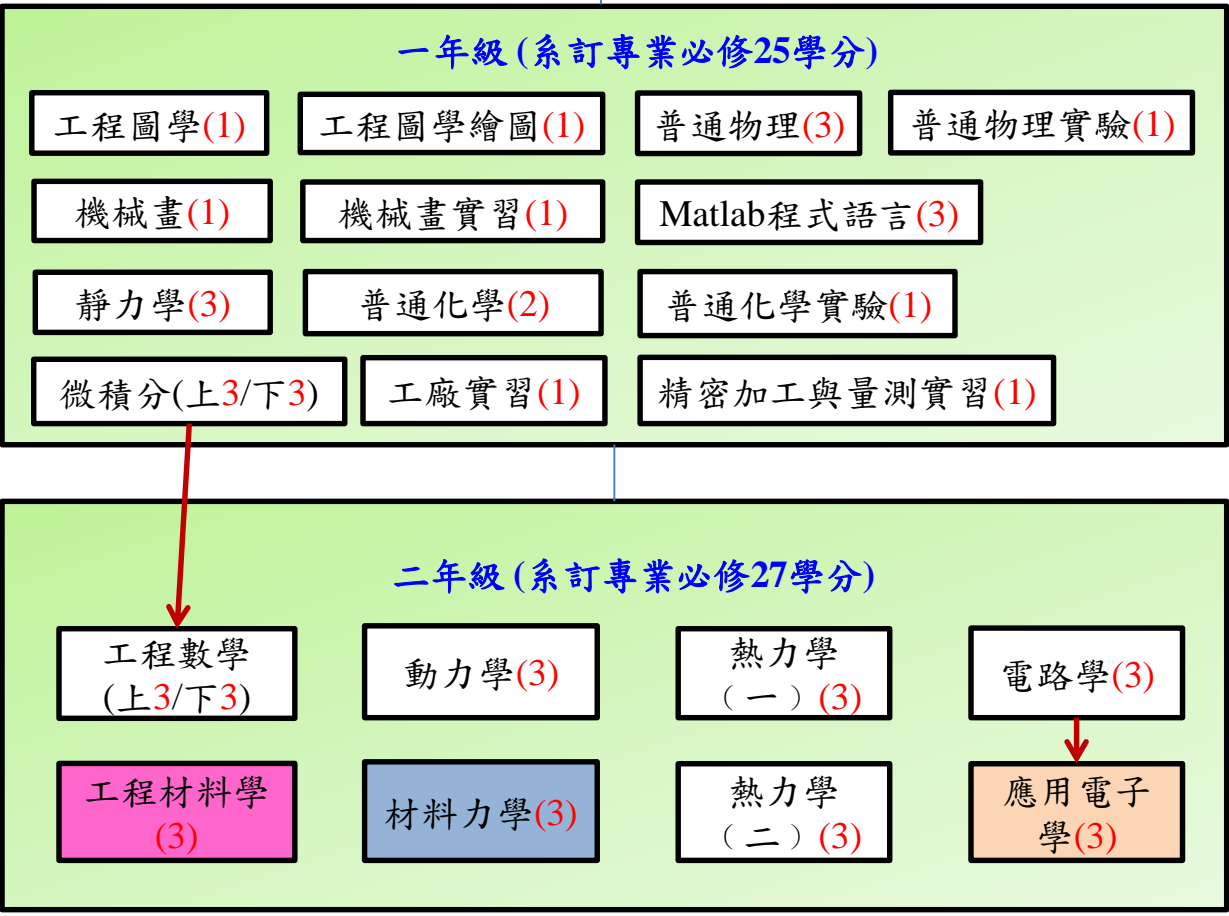 一年級 (系訂專業必修25學分)
工程圖學(1)
工程圖學繪圖(1)
普通物理(3)
普通物理實驗(1)
機械畫(1)
機械畫實習(1)
Matlab程式語言(3)
靜力學(3)
普通化學(2)
普通化學實驗(1)
微積分(上3/下3)
工廠實習(1)
精密加工與量測實習(1)
二年級 (系訂專業必修27學分)
工程數學
(上3/下3)
動力學(3)
熱力學
（一）(3)
電路學(3)
工程材料學
(3)
材料力學(3)
熱力學
（二）(3)
應用電子
學(3)